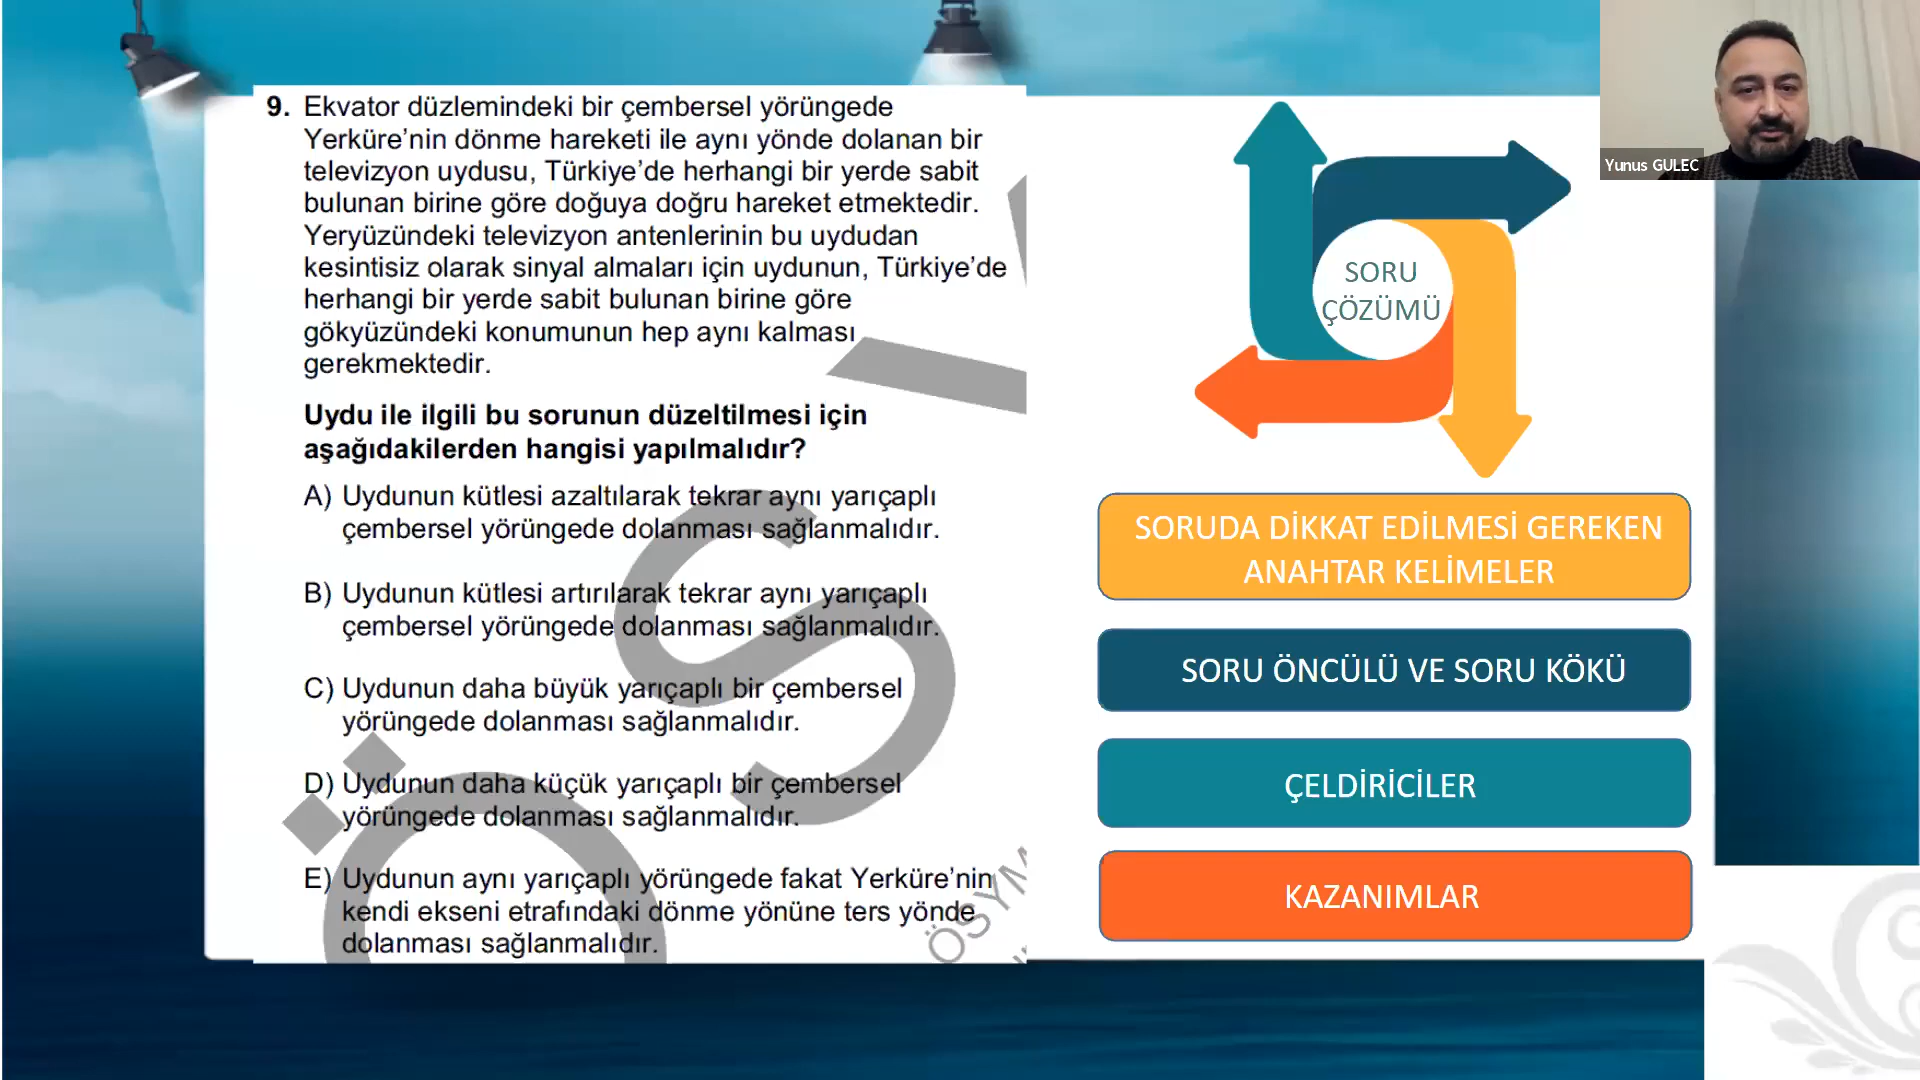 9. Ekvator düzlemindeki bir çembersel yörüngede
Yerküre’nin dönme hareketi ile aynı yönde dolanan bir
televizyon uydusu, Türkiye’de herhangi bir yerde sabit
bulunan birine göre doğuya doğru hareket etmektedir.
Yeryüzündeki televizyon antenlerinin bu uydudan
kesintisiz olarak sinyal almaları için uydunun, Türkiye’de
herhangi bir yerde sabit bulunan birine göre
gökyüzündeki konumunun hep aynı kalması
gerekmektedir.
Uydu ile ilgili bu sorunun düzeltilmesi için
aşağıdakilerden hangisi yapılmalıdır?
A) Uydunun kütlesi azaltılarak tekrar aynı yarıçaplı
çembersel yörüngede dolanması sağlanmalıdır.
B) Uydunun kütlesi artırılarak tekrar aynı yarıçaplı
çembersel yörüngede dolanması sağlanmalıdır.
C) Uydunun daha büyük yarıçaplı bir çembersel
yörüngede dolanması sağlanmalıdır.
D) Uydunun daha küçük yarıçaplı bir çembersel
yörüngede dolanması sağlanmalıdır.
E) Uydunun aynı yarıçaplı yörüngede fakat Yerküre’nin
kendi ekseni etrafındaki dönme yönüne ters yönde
dolanması sağlanmalıdır.
ÖSYM
SORU
ÇÖZÜMÜ
SORUDA DİKKAT EDİLMESİ GEREKEN
ANAHTAR KELİMELER
SORU ÖNCÜLÜ VE SORU KÖKÜ
ÇELDİRİCİLER
KAZANIMLAR
Yunus GULEC